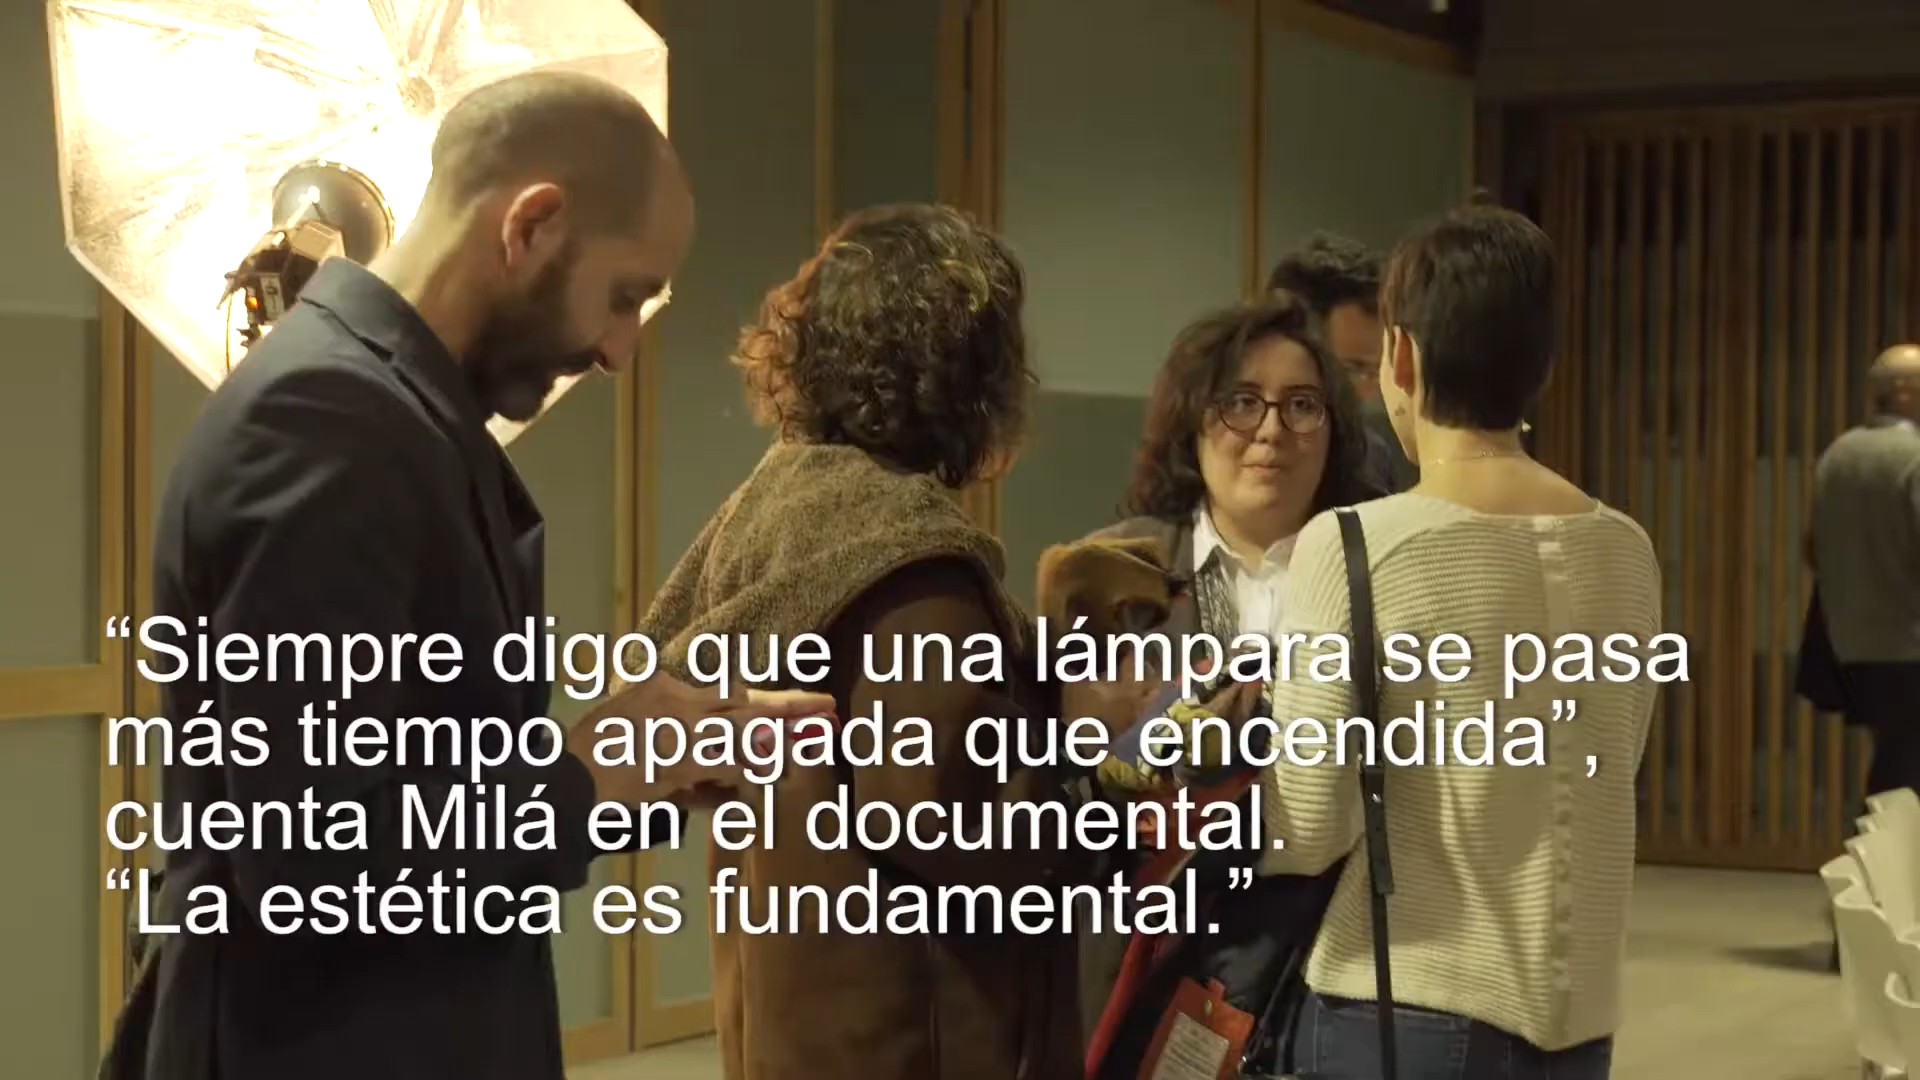 “Siempre digo que una lámpara se pasa
más tiempo apagada que encendida”,
cuenta Milá en el documental.
“La estética es fundamental.”